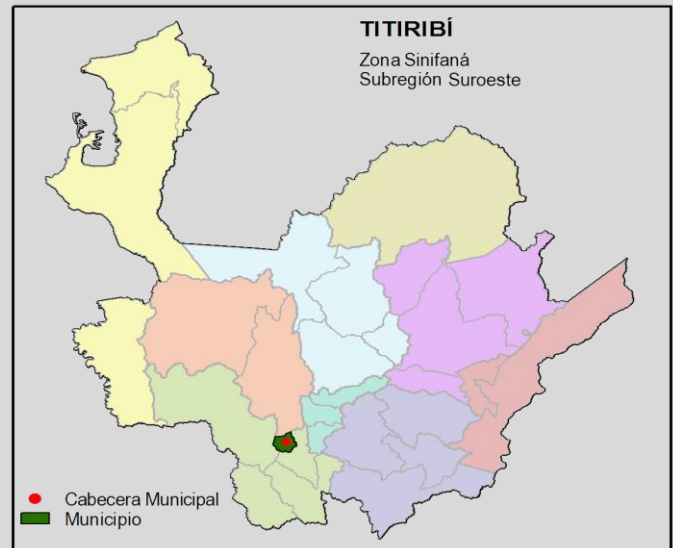 TITIRIBÍ
Zona Sinifaná
Subregión Suroeste
Cabecera Municipal
Municipio